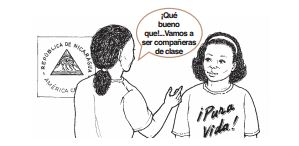 ¡Qué
bueno
que!...Vamos a
ser compañeras
de clase
REPÚBLICA DE NICARAGUA
AMÉRICA
¡Pura
Vida!